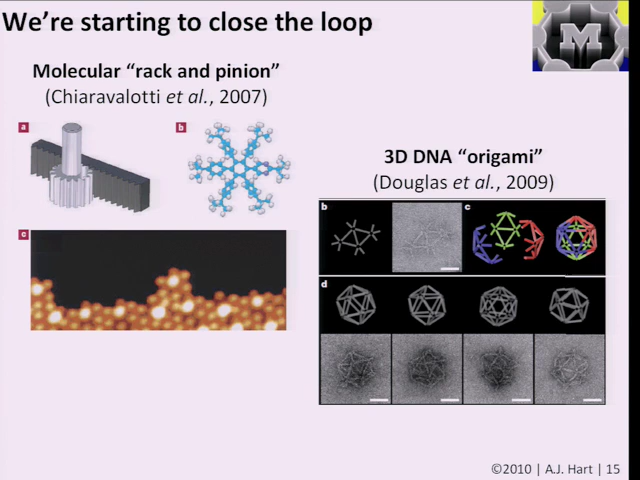 We're starting to close the loop
M
Molecular "rack and pinion"
(Chiaravalotti et al., 2007)
a
b
c
3D DNA "origami"
(Douglas et al., 2009)
b
c
d
©2010 | A.J. Hart | 15